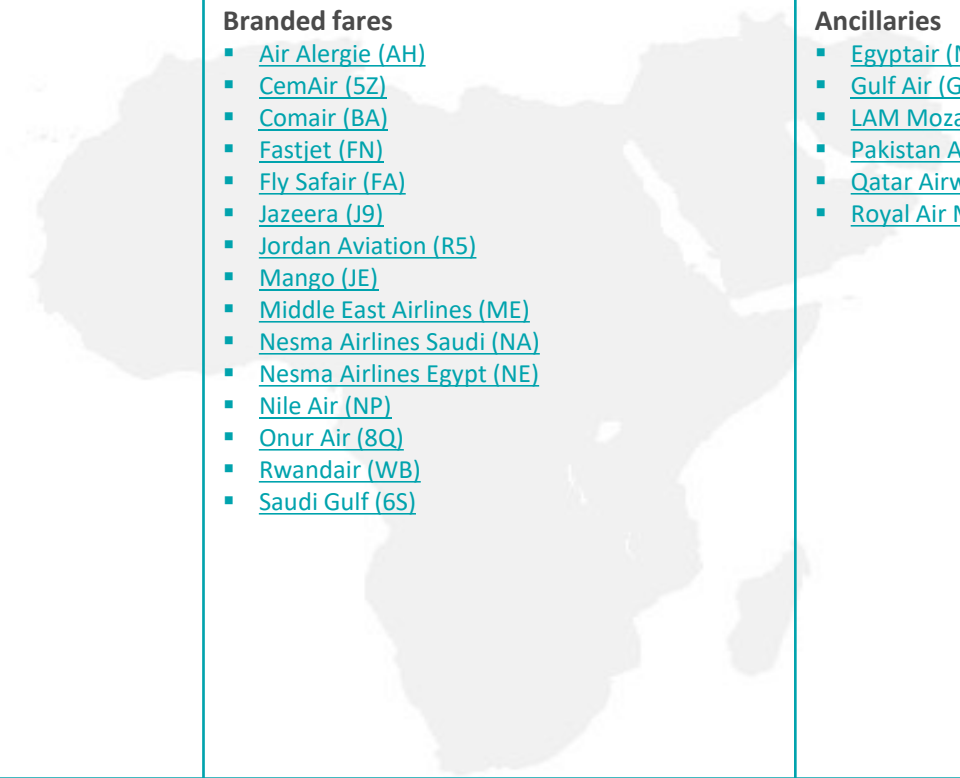 Branded fares
Air Alergie (AH)
CemAir (5Z)
Comair (BA)
Fastjet (FN)
Fly Safair (FA)
Jazeera (J9)
Jordan Aviation (R5)
Mango (JE)
Middle East Airlines (ME)
Nesma Airlines Saudi (NA)
Nesma Airlines Egypt (NE)
Nile Air (NP)
Onur Air (8Q)
Rwandair (WB)
Saudi Gulf (6S)
Ancillaries
Egyptair
Gulf Air (G
LAM
Pakistan
Qatar
Royal Air